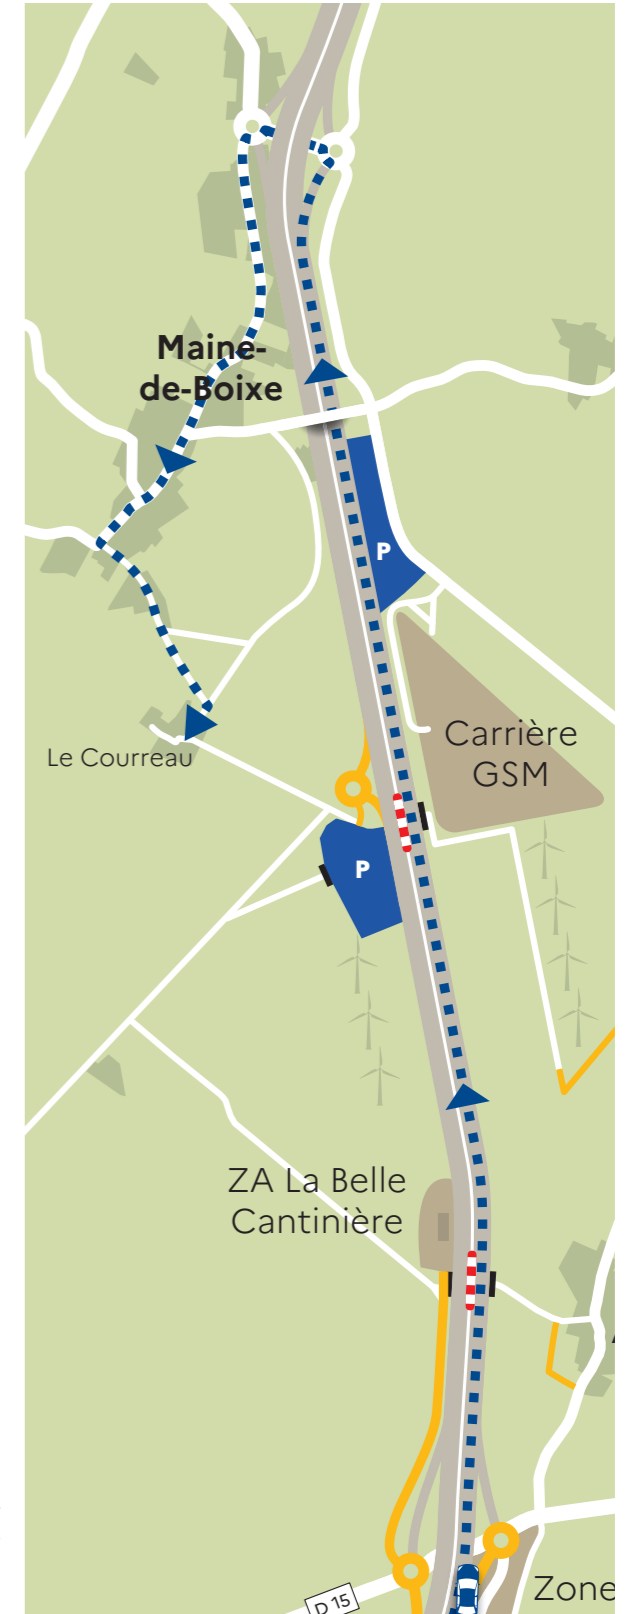 Maine-
de-Boixe
P
Carrière
GSM
Le Courreau
P
ZA La Belle
Cantinière
Zone
D 15